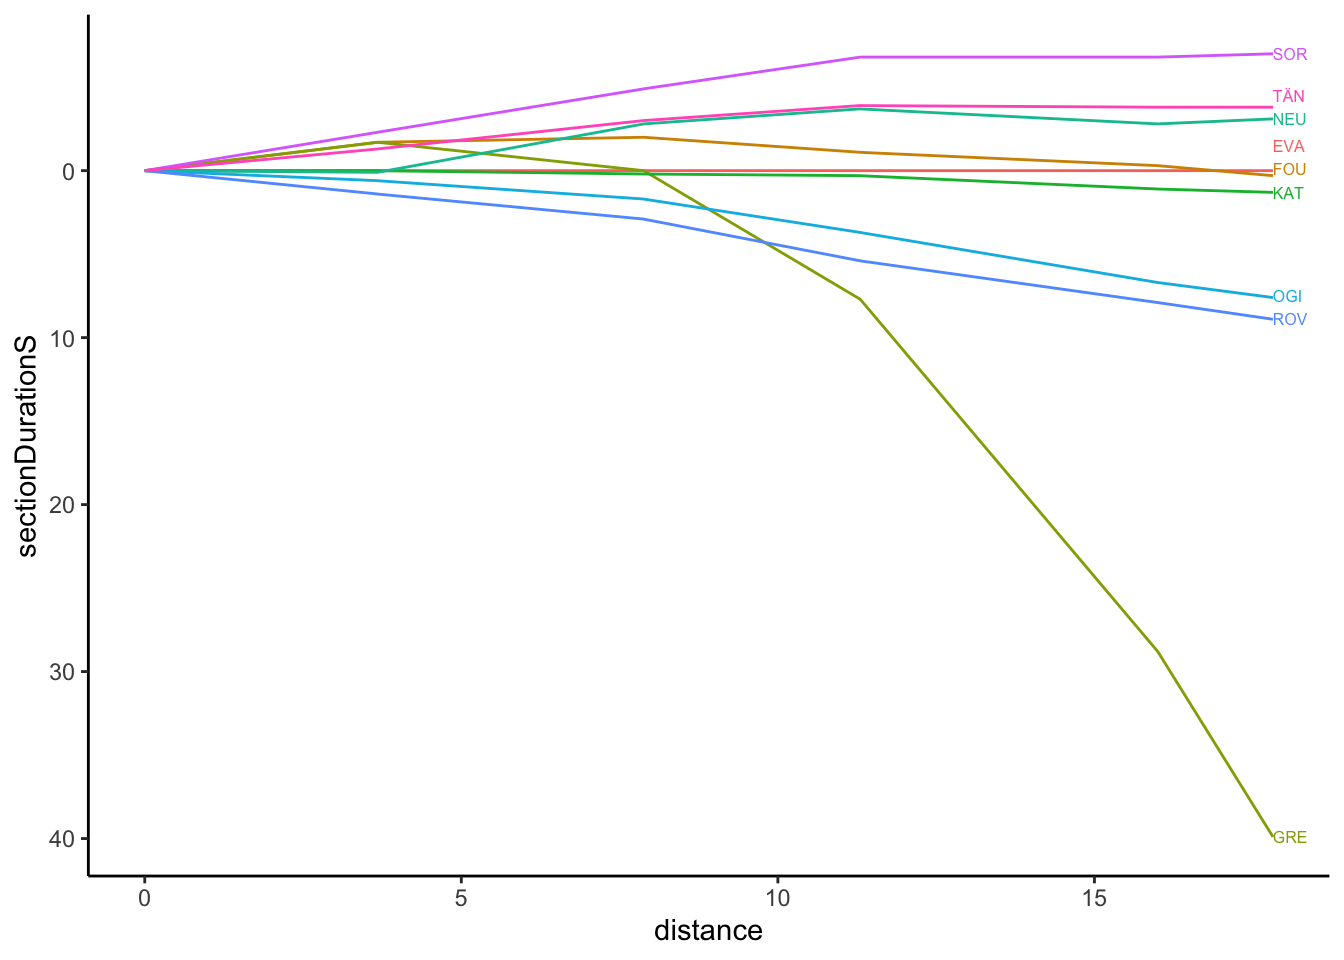 SOR
TÄN
NEU
EVA
FOU
KAT
OGI
ROV
GRE
0
10
20
30
40
sectionDurationS
0 5 10 15
distance